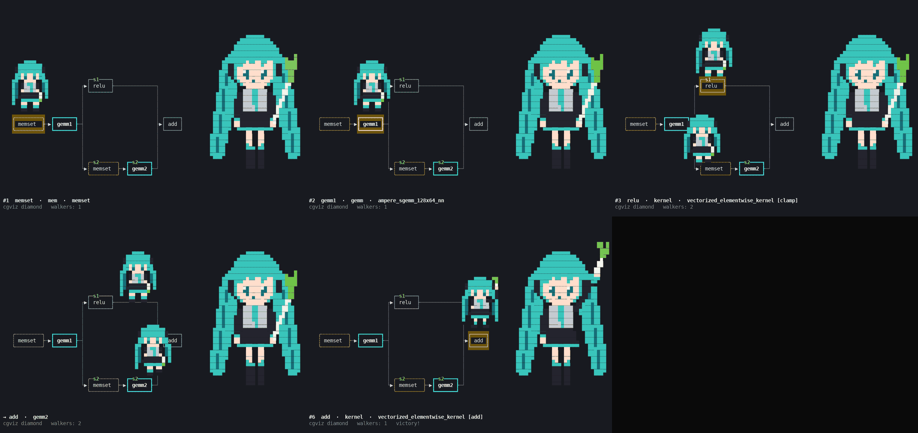 s1
relu
memset
gemm1
add
s2
s2
memset
gemm2
#1 memset · mem · memset
cgviz diamond walkers: 1
s1
relu
memset
gemm1
add
s2
s2
memset
gemm2
#2 gemm1 · gemm · ampere_sgemm_128x64_nn
cgviz diamond walkers: 1
s1
relu
memset
gemm1
add
memset
s2
gemm2
#3 relu · kernel · vectorized_elementwise_kernel [clamp]
cgviz diamond walkers: 2
s1
relu
memset
gemm1
add
s2
s2
memset
gemm2
→ add · gemm2
cgviz diamond walkers: 2
s1
relu
memset
gemm1
add
s2
s2
memset
gemm2
#6 add · kernel · vectorized_elementwise_kernel [add]
cgviz diamond walkers: 1 victory!